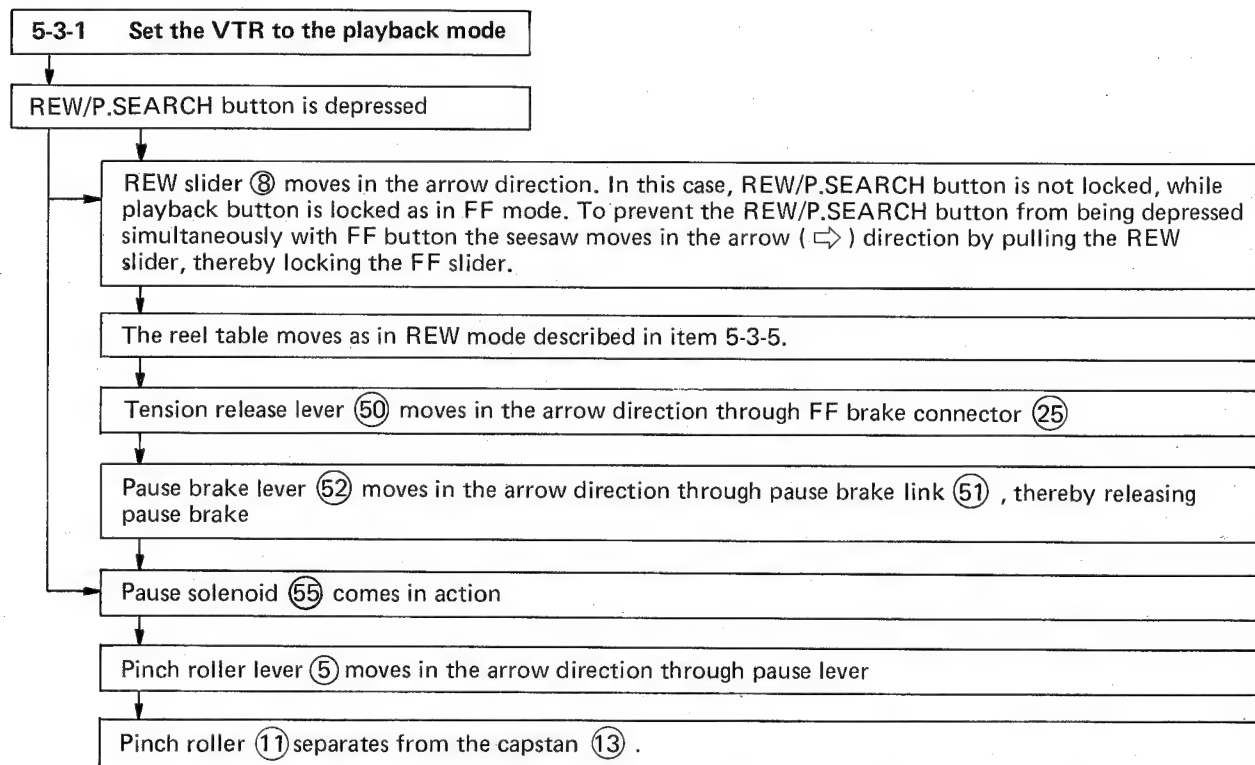 5-3-1 Set the VTR to the playback mode
REW/P.SEARCH button is depressed
REW slider ⑧ moves in the arrow direction. In this case, REW/P.SEARCH button is not locked, while
playback button is locked as in FF mode. To prevent the REW/P.SEARCH button from being depressed
simultaneously with FF button the seesaw moves in the arrow ( ⇨ ) direction by pulling the REW
slider, thereby locking the FF slider.
The reel table moves as in REW mode described in item 5-3-5.
Tension release lever ㊿ moves in the arrow direction through FF brake connector ㉕
Pause brake lever (52) moves in the arrow direction through pause brake link (51) , thereby releasing
pause brake
Pause solenoid (55) comes in action
Pinch roller lever ⑤ moves in the arrow direction through pause lever
Pinch roller ⑪ separates from the capstan ⑬ .